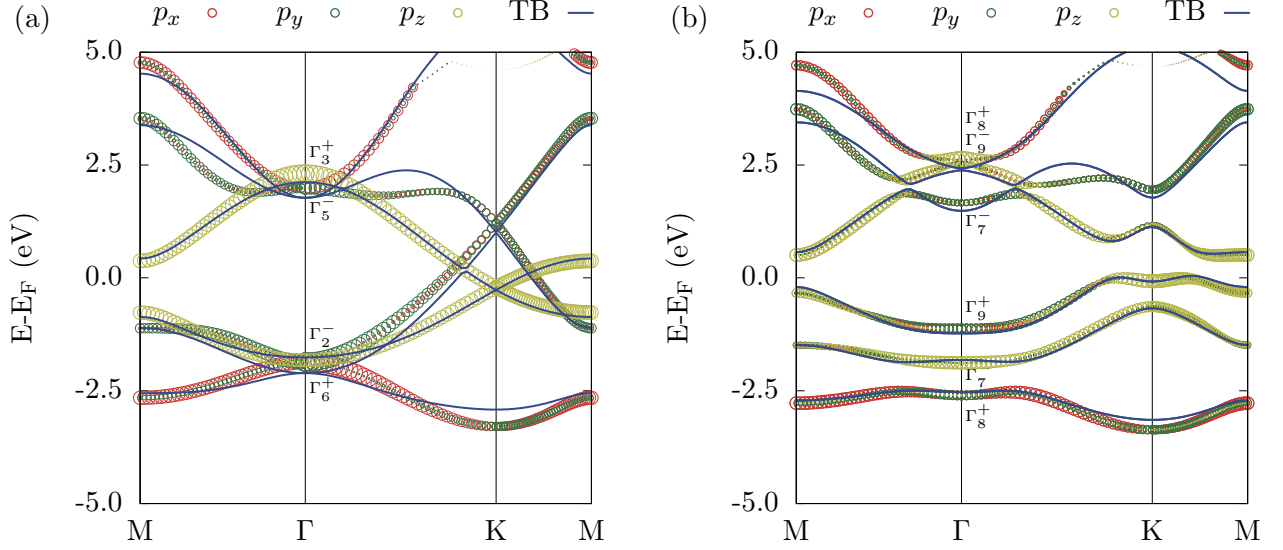 (a) p_x p_y p_z TB
5.0
2.5
0.0
-2.5
-5.0
E-E_F (eV)
Γ_3^+
Γ_5^-
Γ_2^-
Γ_6^+
M Γ K M
(b) p_x p_y p_z TB
5.0
2.5
0.0
-2.5
-5.0
E-E_F (eV)
Γ_8^+
Γ_9^-
Γ_7^-
Γ_9^+
Γ_7
Γ_8^+
M Γ K M